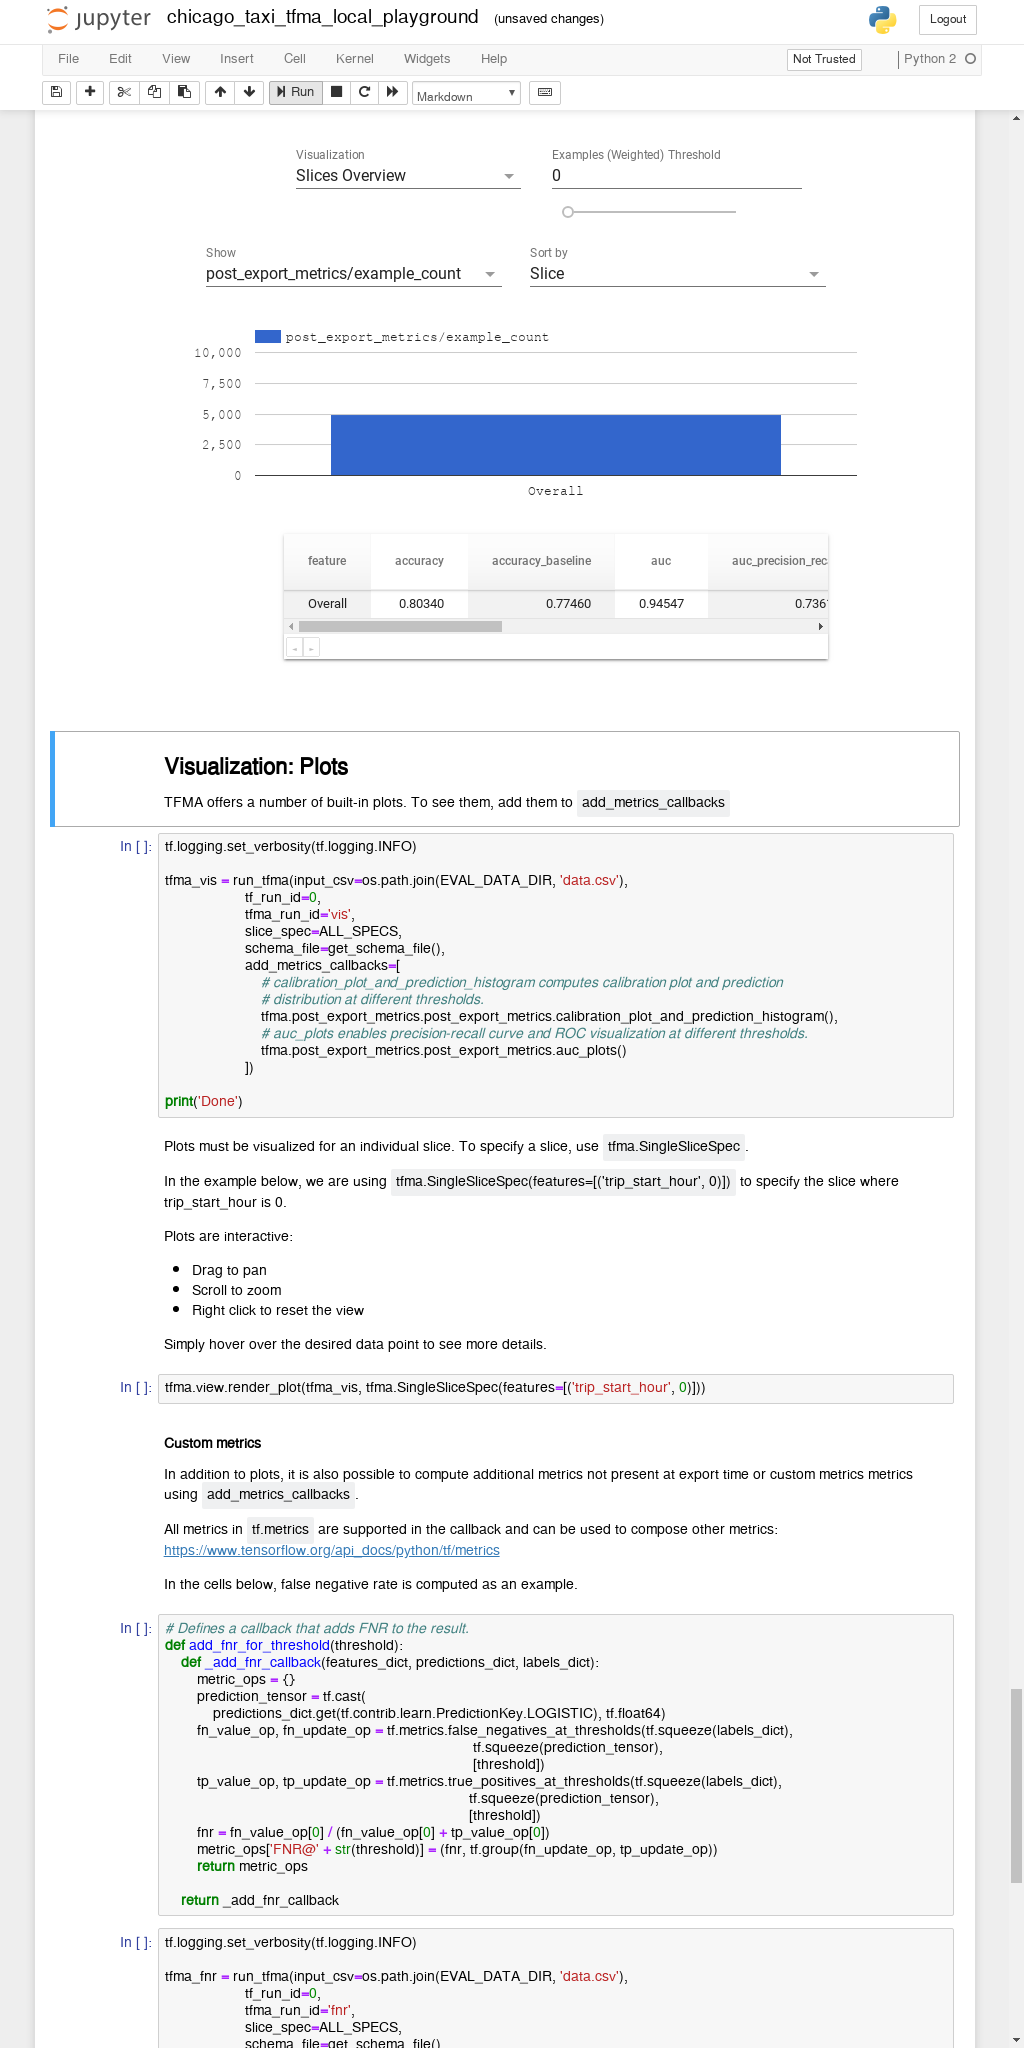 jupyter chicago_taxi_tfma_local_playground (unsaved changes) Logout
File Edit View Insert Cell Kernel Widgets Help Not Trusted Python 2
Run Markdown
Visualization Examples (Weighted) Threshold
Slices Overview 0
Show Sort by
post_export_metrics/example_count Slice
post_export_metrics/example_count
10,000
7,500
5,000
2,500
0
Overall
feature accuracy accuracy_baseline auc auc_precision_rec
Overall 0.80340 0.77460 0.94547 0.736
Visualization: Plots
TFMA offers a number of built-in plots. To see them, add them to add_metrics_callbacks
In [ ]: tf.logging.set_verbosity(tf.logging.INFO)
tfma_vis = run_tfma(input_csv=os.path.join(EVAL_DATA_DIR, 'data.csv'),
tf_run_id=0,
tfma_run_id='vis',
slice_spec=ALL_SPECS,
schema_file=get_schema_file(),
add_metrics_callbacks=[
# calibration_plot_and_prediction_histogram computes calibration plot and prediction
# distribution at different thresholds.
tfma.post_export_metrics.post_export_metrics.calibration_plot_and_prediction_histogram(),
# auc_plots enables precision-recall curve and ROC visualization at different thresholds.
tfma.post_export_metrics.post_export_metrics.auc_plots()
])
print('Done')
Plots must be visualized for an individual slice. To specify a slice, use tfma.SingleSliceSpec .
In the example below, we are using tfma.SingleSliceSpec(features=[('trip_start_hour', 0)]) to specify the slice where
trip_start_hour is 0.
Plots are interactive:
• Drag to pan
• Scroll to zoom
• Right click to reset the view
Simply hover over the desired data point to see more details.
In [ ]: tfma.view.render_plot(tfma_vis, tfma.SingleSliceSpec(features=[('trip_start_hour', 0)]))
Custom metrics
In addition to plots, it is also possible to compute additional metrics not present at export time or custom metrics metrics
using add_metrics_callbacks .
All metrics in tf.metrics are supported in the callback and can be used to compose other metrics:
https://www.tensorflow.org/api_docs/python/tf/metrics
In the cells below, false negative rate is computed as an example.
In [ ]: # Defines a callback that adds FNR to the result.
def add_fnr_for_threshold(threshold):
def _add_fnr_callback(features_dict, predictions_dict, labels_dict):
metric_ops = {}
prediction_tensor = tf.cast(
predictions_dict.get(tf.contrib.learn.PredictionKey.LOGISTIC), tf.float64)
fn_value_op, fn_update_op = tf.metrics.false_negatives_at_thresholds(tf.squeeze(labels_dict),
tf.squeeze(prediction_tensor),
[threshold])
tp_value_op, tp_update_op = tf.metrics.true_positives_at_thresholds(tf.squeeze(labels_dict),
tf.squeeze(prediction_tensor),
[threshold])
fnr = fn_value_op[0] / (fn_value_op[0] + tp_value_op[0])
metric_ops['FNR@' + str(threshold)] = (fnr, tf.group(fn_update_op, tp_update_op))
return metric_ops
return _add_fnr_callback
In [ ]: tf.logging.set_verbosity(tf.logging.INFO)
tfma_fnr = run_tfma(input_csv=os.path.join(EVAL_DATA_DIR, 'data.csv'),
tf_run_id=0,
tfma_run_id='fnr',
slice_spec=ALL_SPECS,
schema_file=get_schema_file()